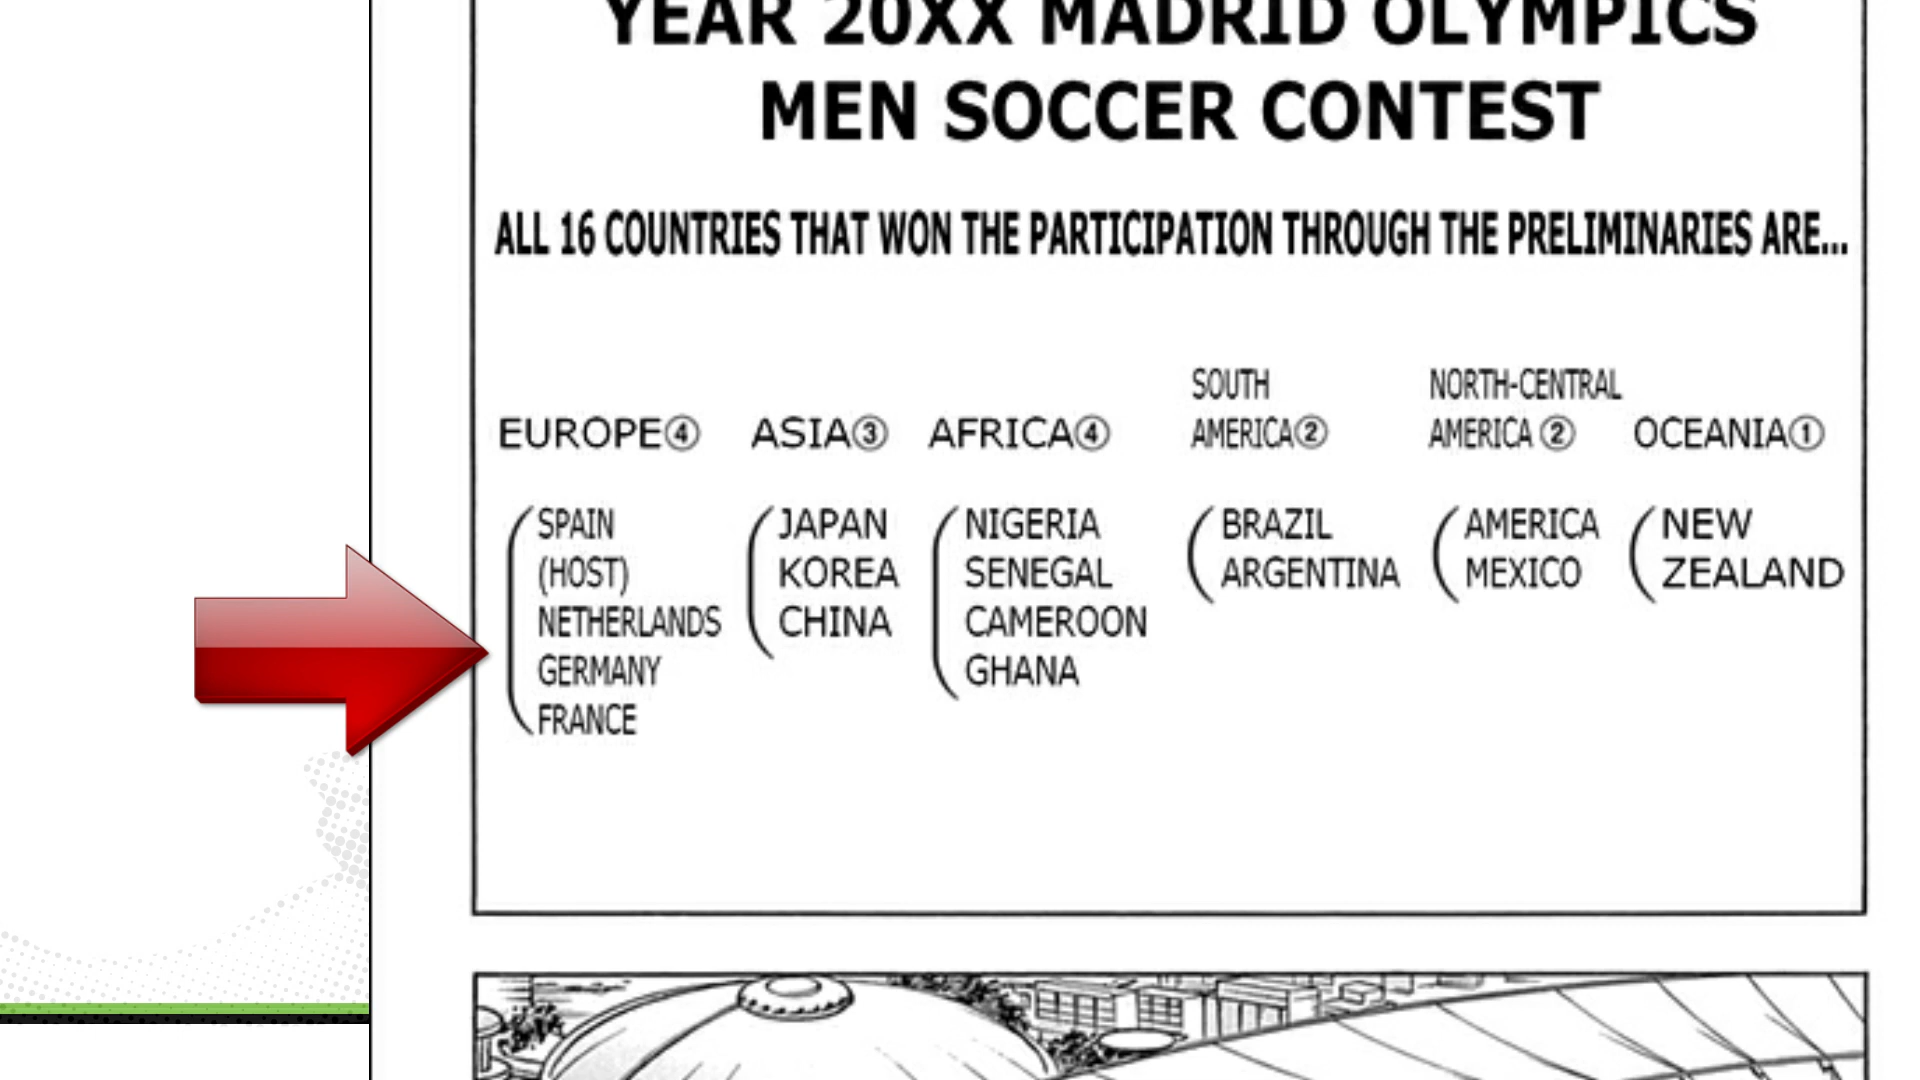 YEAR 20XX MADRID OLYMPICS
MEN SOCCER CONTEST
ALL 16 COUNTRIES THAT WON THE PARTICIPATION THROUGH THE PRELIMINARIES ARE...
EUROPE④
SPAIN
(HOST)
NETHERLANDS
GERMANY
FRANCE
ASIA③
JAPAN
KOREA
CHINA
AFRICA④
NIGERIA
SENEGAL
CAMEROON
GHANA
SOUTH
AMERICA②
BRAZIL
ARGENTINA
NORTH-CENTRAL
AMERICA②
AMERICA
MEXICO
OCEANIA①
NEW
ZEALAND